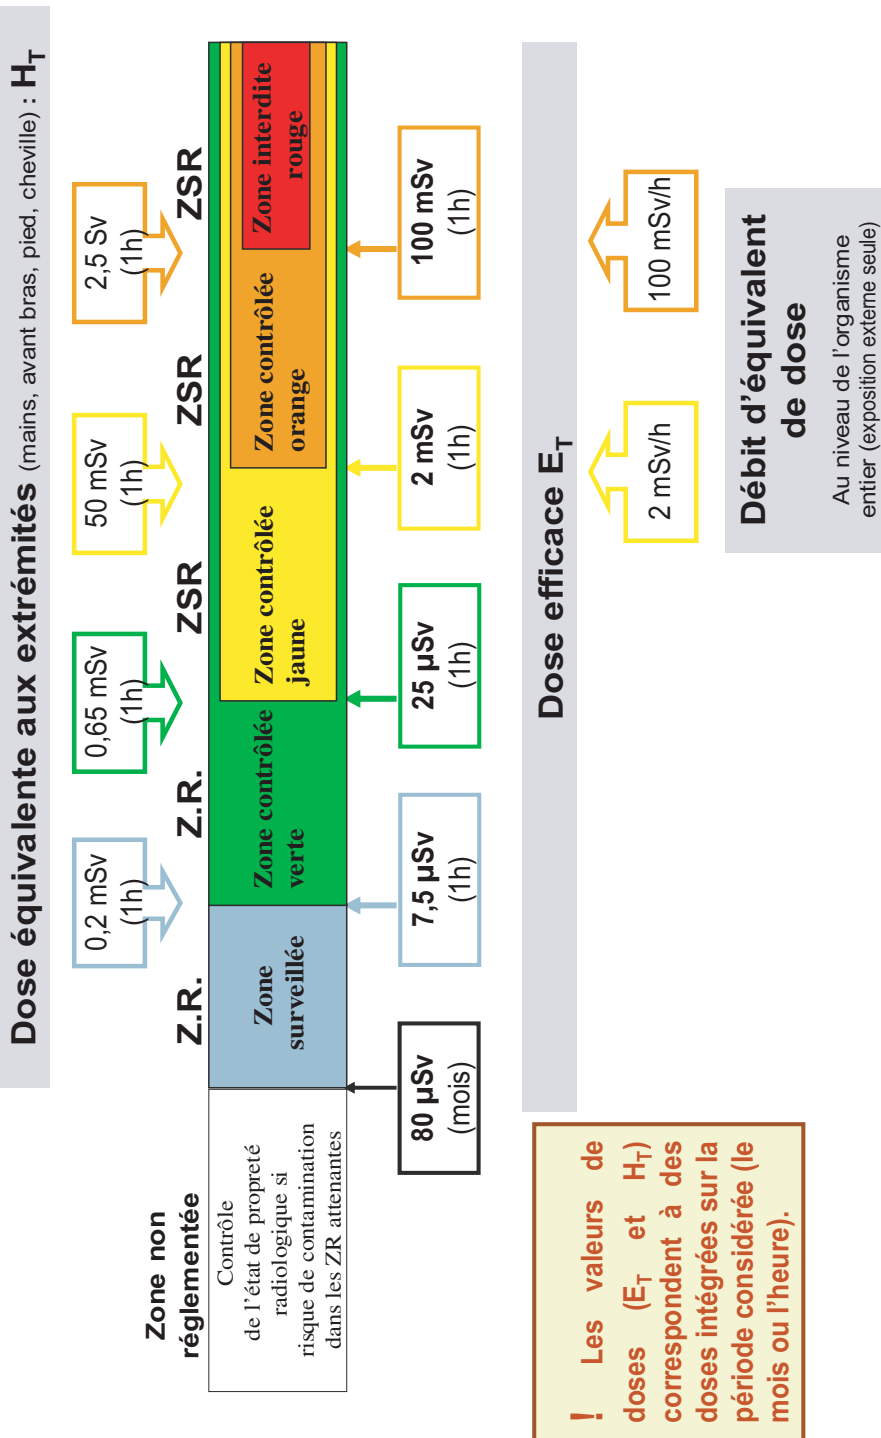 Dose équivalente aux extrémités (mains, avant bras, pied, cheville) : H_T
0,2 mSv
(1h)
0,65 mSv
(1h)
50 mSv
(1h)
2,5 Sv
(1h)
Zone non
réglementée
Z.R.
Z.R.
ZSR
ZSR
ZSR
Contrôle
de l'état de propreté
radiologique si
risque de contamination
dans les ZR attenantes
Zone
surveillée
Zone contrôlée
verte
Zone contrôlée
jaune
Zone contrôlée
orange
Zone interdite
rouge
80 µSv
(mois)
7,5 µSv
(1h)
25 µSv
(1h)
2 mSv
(1h)
100 mSv
(1h)
Dose efficace E_T
! Les valeurs de
doses (E_T et H_T)
correspondent à des
doses intégrées sur la
période considérée (le
mois ou l'heure).
2 mSv/h
100 mSv/h
Débit d'équivalent
de dose
Au niveau de l'organisme
entier (exposition externe seule)